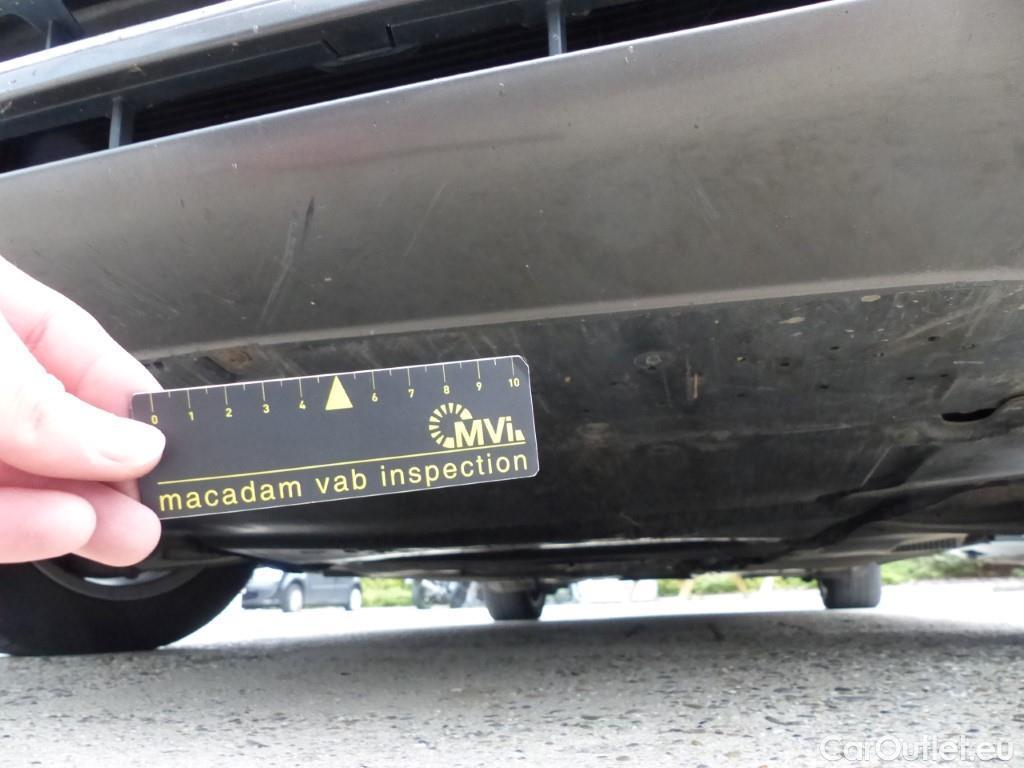 0 1 2 3 4 6 7 8 9 10
MVi
macadam vab inspection
CarOutlet.eu